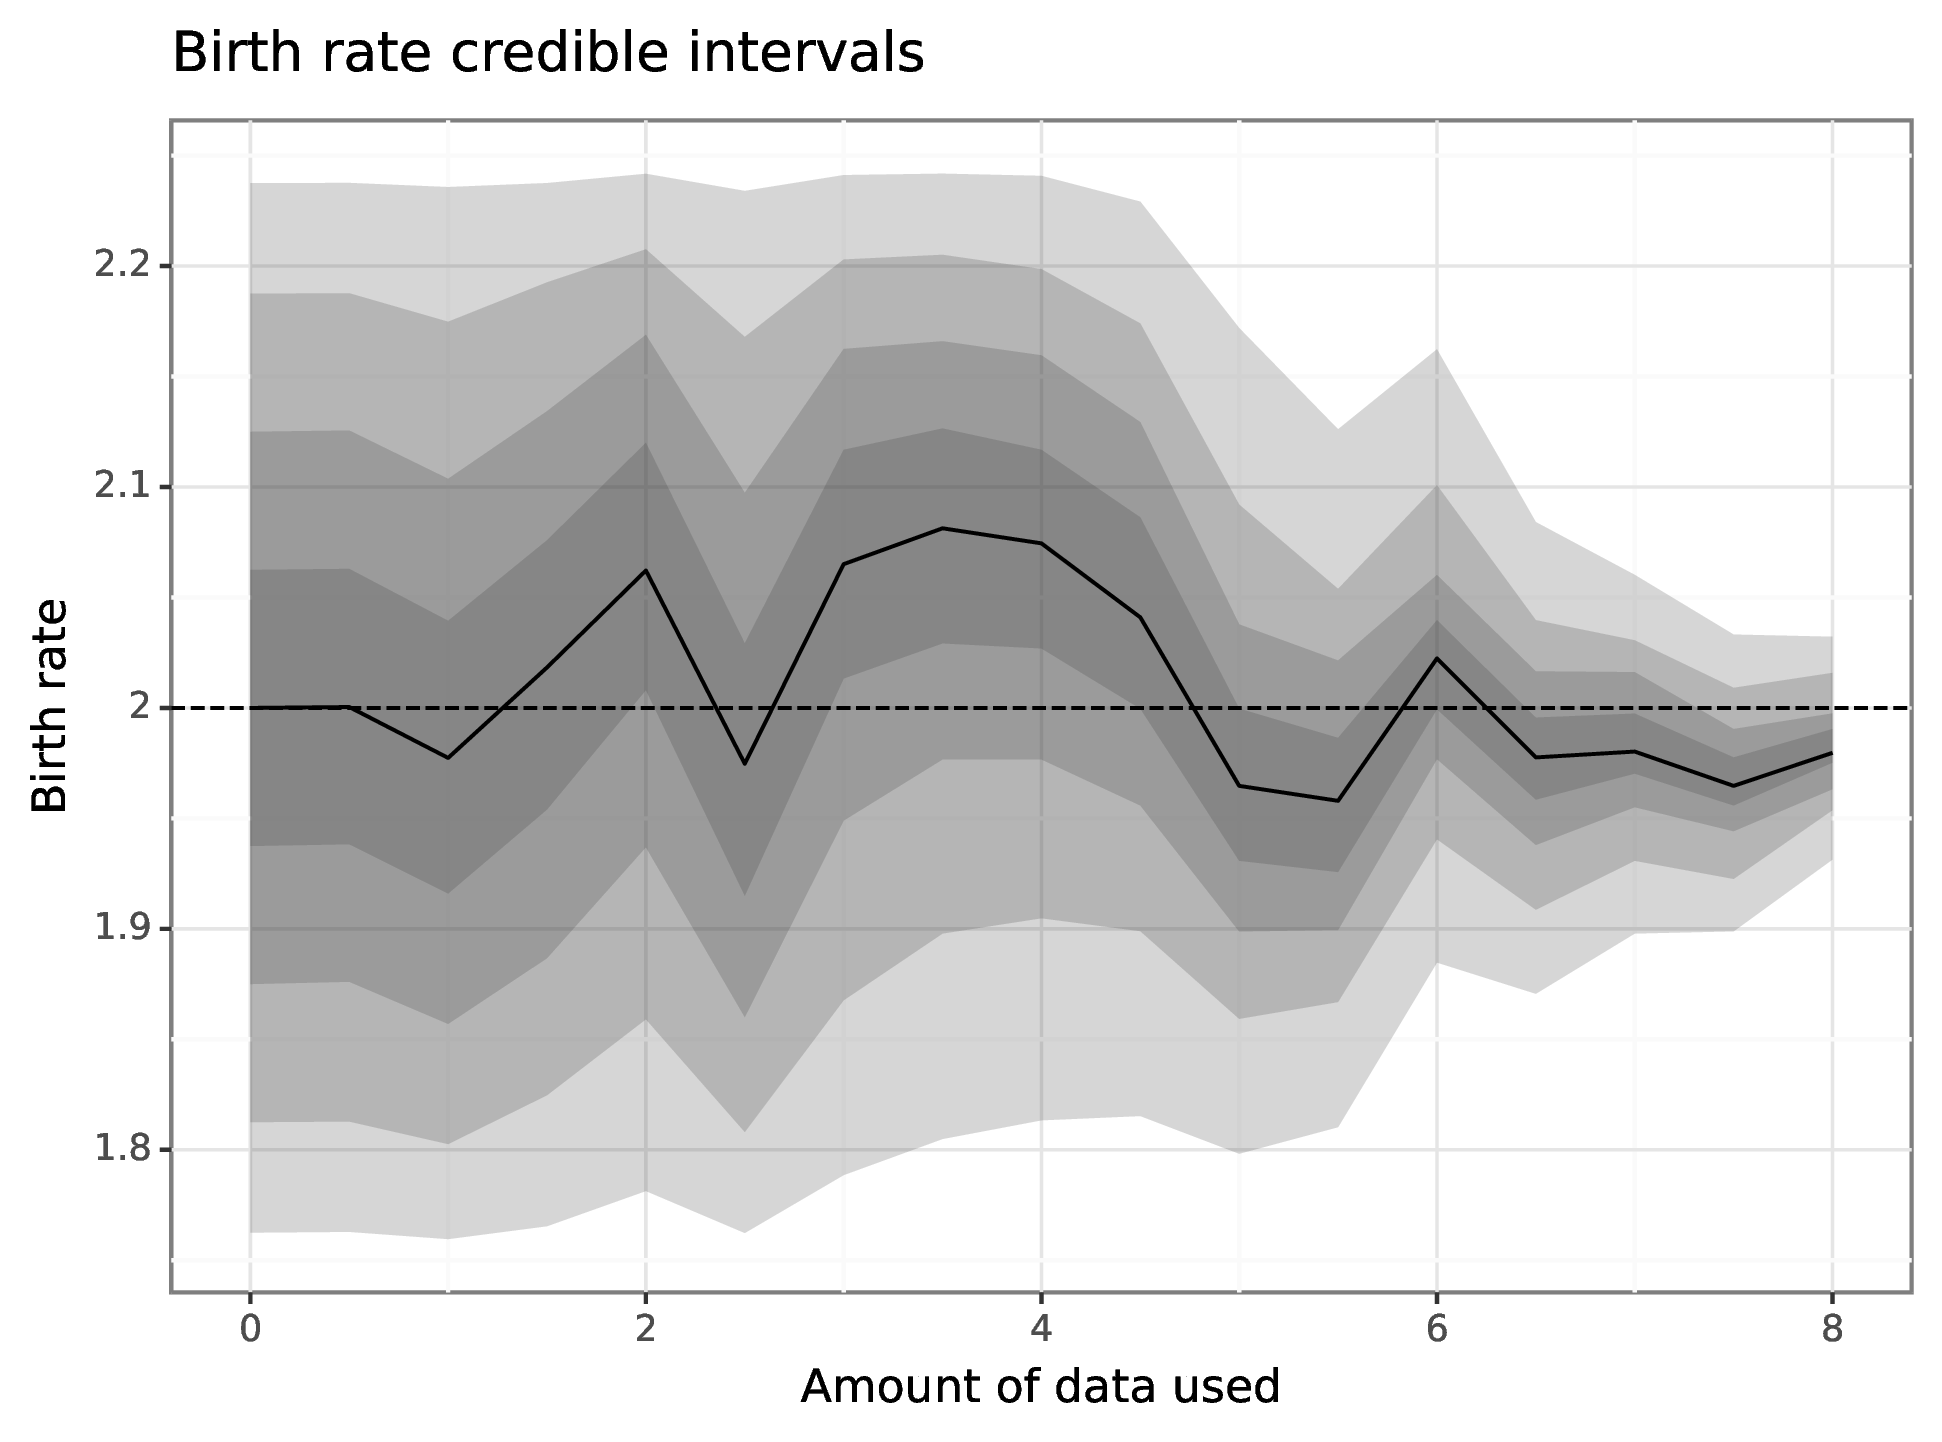 Birth rate credible intervals
Birth rate
2.2
2.1
2
1.9
1.8
0 2 4 6 8
Amount of data used